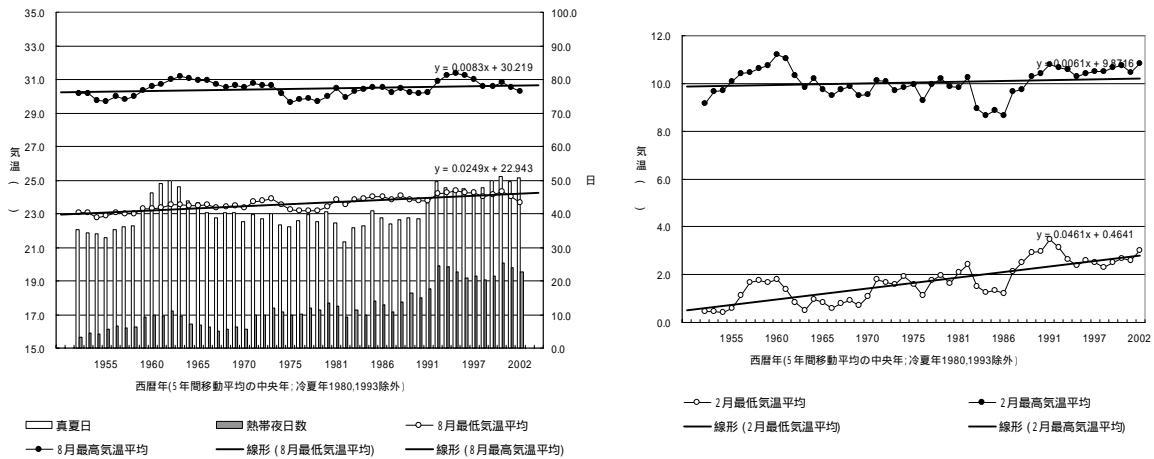 35.0
33.0
31.0
29.0
27.0
25.0
23.0
21.0
19.0
17.0
15.0
気温
(
)
100.0
90.0
80.0
70.0
60.0
50.0
40.0
30.0
20.0
10.0
0.0
日
y = 0.0083x + 30.219
y = 0.0249x + 22.943
1955 1960 1965 1970 1975 1981 1986 1991 1997 2002
西暦年(5年間移動平均の中央年;冷夏年1980,1993除外)
真夏日 熱帯夜日数 8月最低気温平均
8月最高気温平均 線形 (8月最低気温平均) 線形 (8月最高気温平均)
12.0
10.0
8.0
6.0
4.0
2.0
0.0
気温
(
)
y = 0.0061x + 9.8716
y = 0.0461x + 0.4641
1955 1960 1965 1970 1975 1981 1986 1991 1997 2002
西暦年(5年間移動平均の中央年;冷夏年1980,1993除外)
2月最低気温平均 2月最高気温平均
線形 (2月最低気温平均) 線形 (2月最高気温平均)